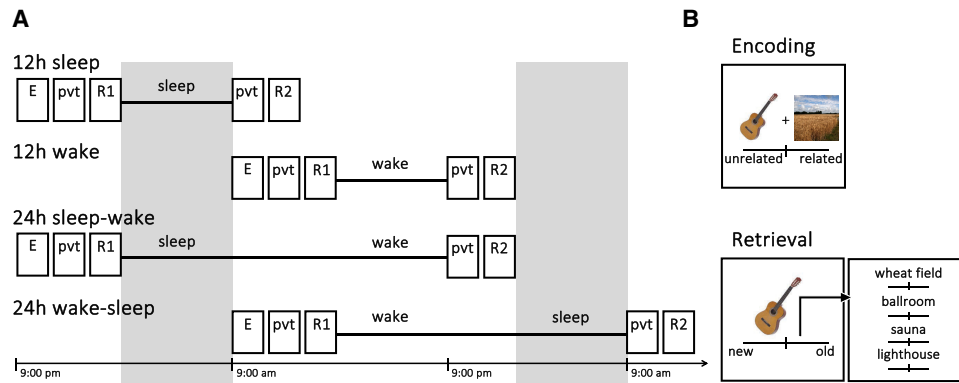 A
12h sleep
E pvt R1 sleep pvt R2
12h wake
E pvt R1 wake pvt R2
24h sleep-wake
E pvt R1 sleep wake pvt R2
24h wake-sleep
E pvt R1 wake sleep pvt R2
9:00 pm 9:00 am 9:00 pm 9:00 am
B
Encoding
+
unrelated related
Retrieval
new old
wheat field
ballroom
sauna
lighthouse